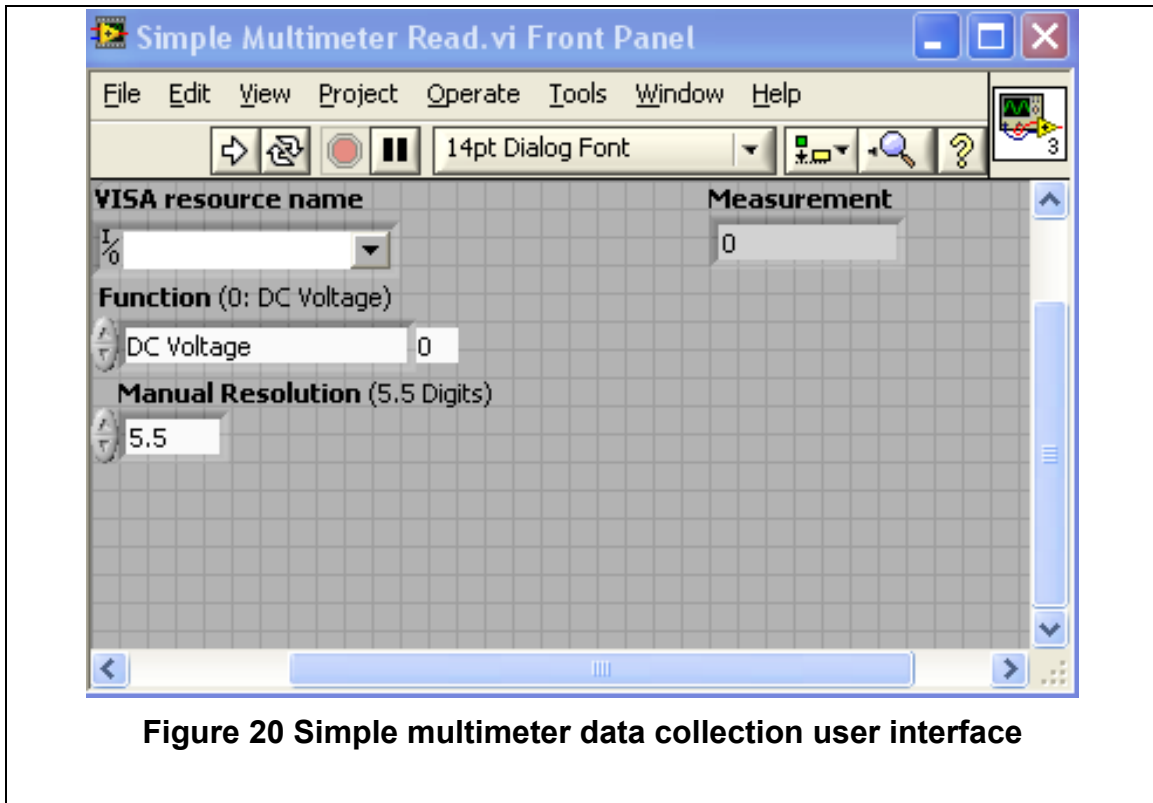 Simple Multimeter Read.vi Front Panel
File Edit View Project Operate Tools Window Help
14pt Dialog Font
?
3
VISA resource name
Measurement
I/O
0
Function (0: DC Voltage)
DC Voltage 0
Manual Resolution (5.5 Digits)
5.5
Figure 20 Simple multimeter data collection user interface